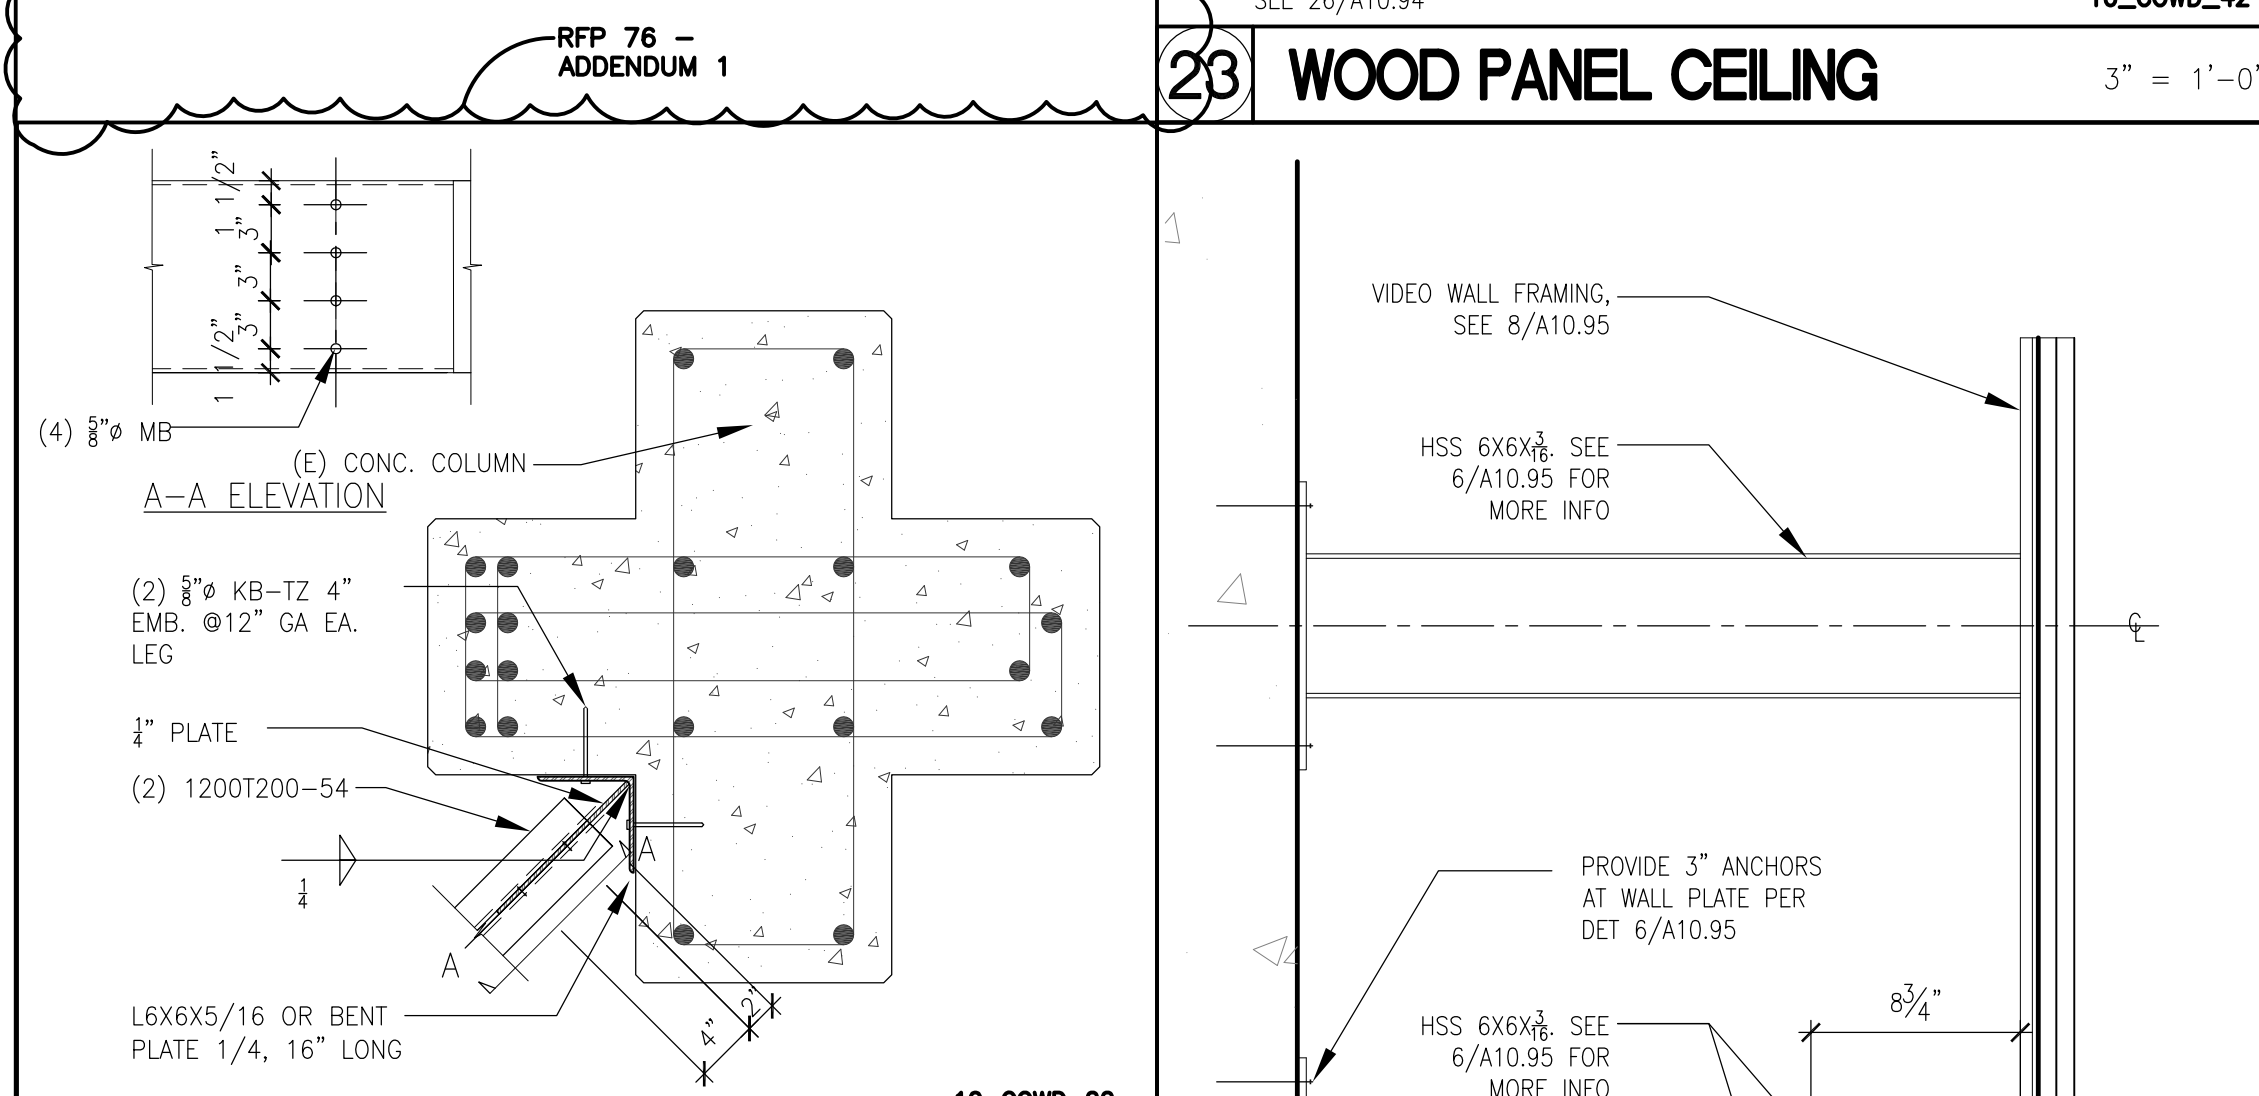 RFP 76 –
ADDENDUM 1
SEE 26/A10.94
23
WOOD PANEL CEILING
3" = 1'-0"
1 1/2"
3"
3"
3"
1 1/2"
(4) 5/8"ø MB
(E) CONC. COLUMN
A–A ELEVATION
(2) 5/8"ø KB–TZ 4"
EMB. @12" GA EA.
LEG
1/4" PLATE
(2) 1200T200–54
1/4
A
A
L6X6X5/16 OR BENT
PLATE 1/4, 16" LONG
4"
2"
VIDEO WALL FRAMING,
SEE 8/A10.95
HSS 6X6X3/16. SEE
6/A10.95 FOR
MORE INFO
℄
PROVIDE 3" ANCHORS
AT WALL PLATE PER
DET 6/A10.95
8 3/4"
HSS 6X6X3/16. SEE
6/A10.95 FOR
MORE INFO